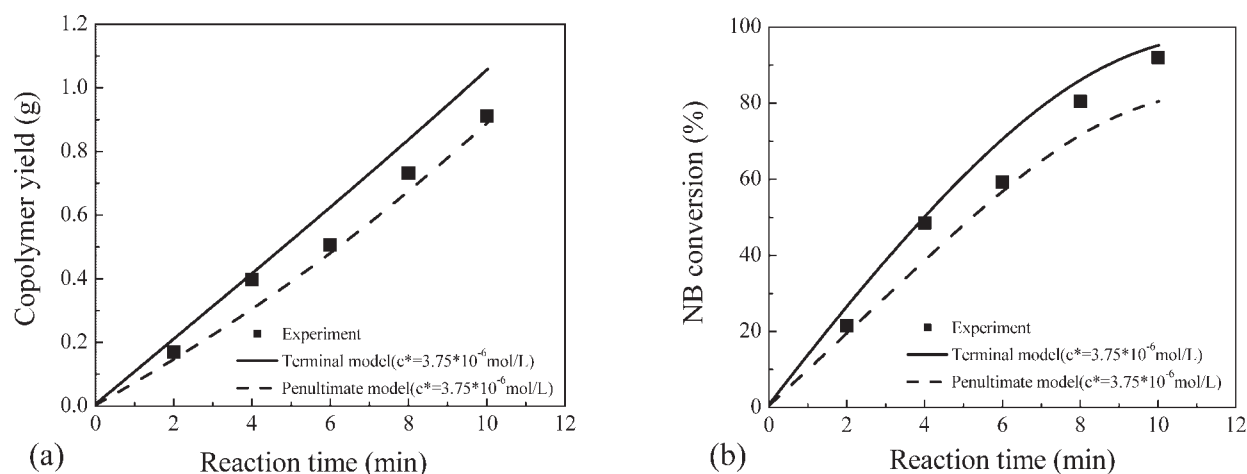 1.2
1.0
0.8
0.6
0.4
0.2
0.0
Copolymer yield (g)
Experiment
Terminal model(c*=3.75*10⁻⁶mol/L)
Penultimate model(c*=3.75*10⁻⁶mol/L)
0 2 4 6 8 10 12
(a) Reaction time (min)
100
80
60
40
20
0
NB conversion (%)
Experiment
Terminal model(c*=3.75*10⁻⁶mol/L)
Penultimate model(c*=3.75*10⁻⁶mol/L)
0 2 4 6 8 10 12
(b) Reaction time (min)